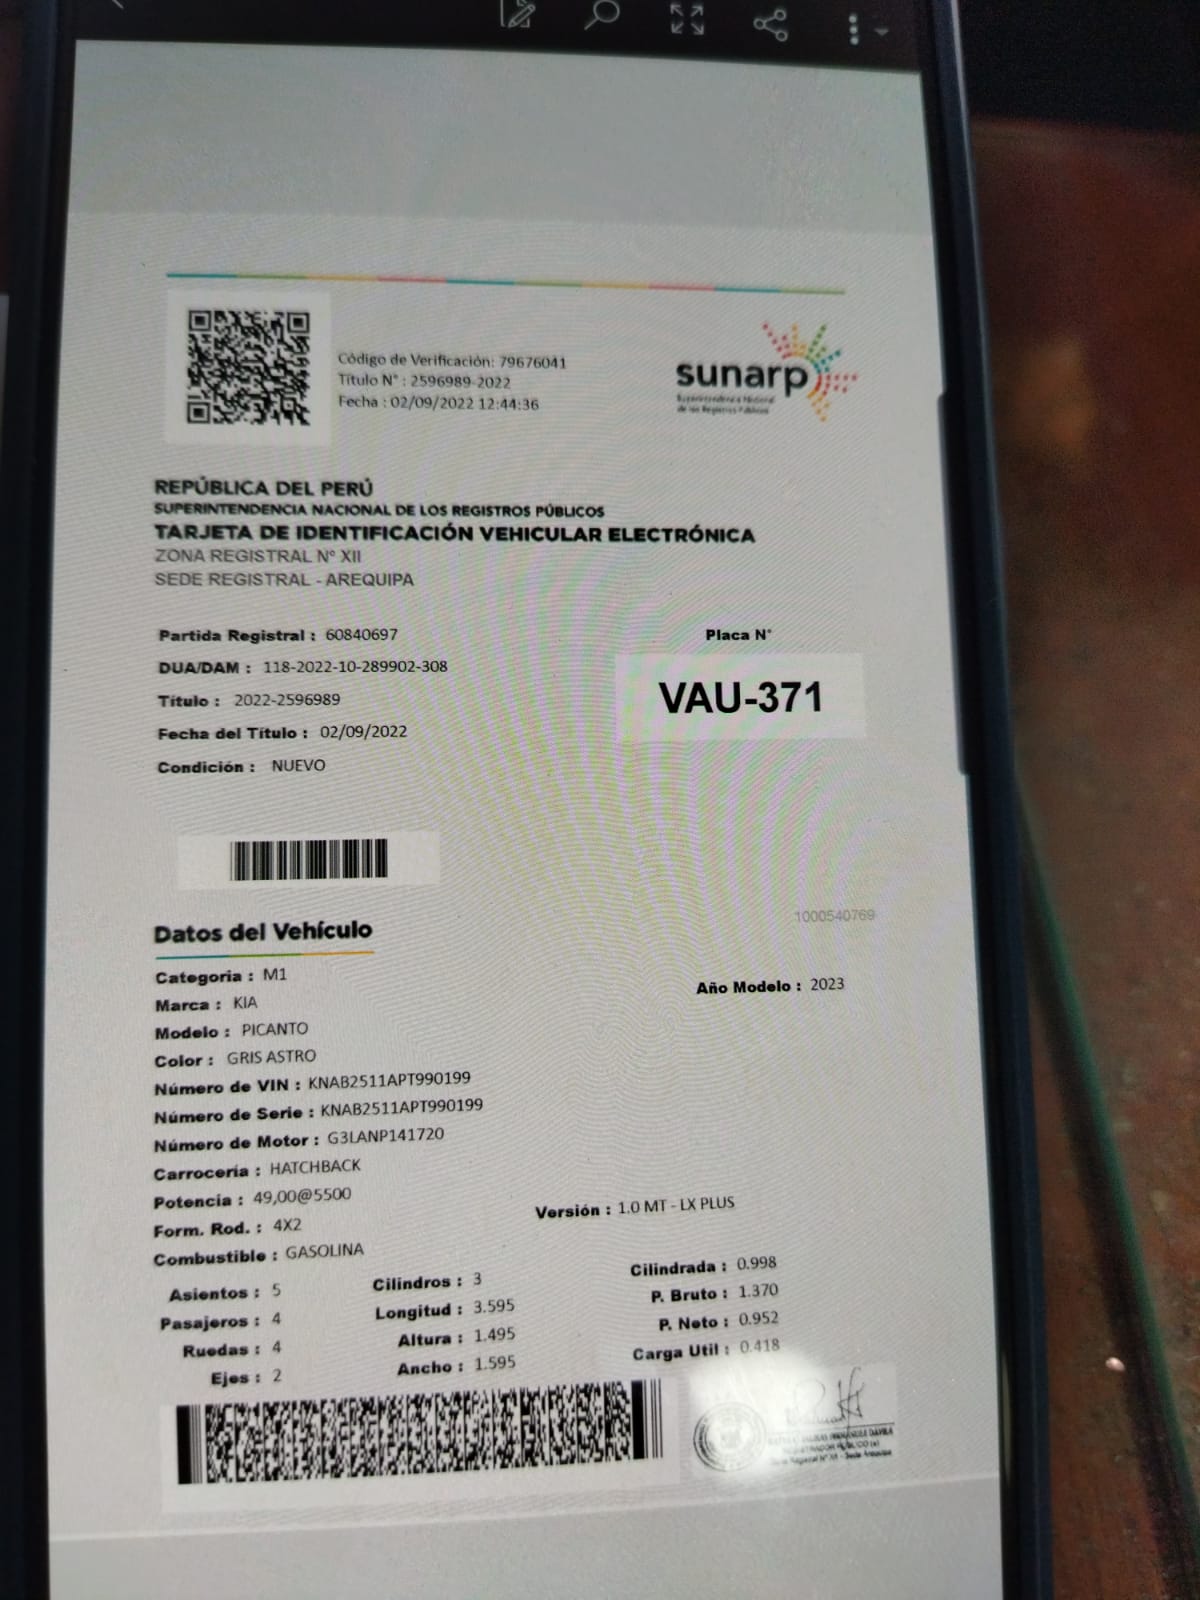 Código de Verificación: 79676041
Título N° : 2596989-2022
Fecha : 02/09/2022 12:44:36
sunarp
Superintendencia Nacional
de los Registros Públicos
REPÚBLICA DEL PERÚ
SUPERINTENDENCIA NACIONAL DE LOS REGISTROS PÚBLICOS
TARJETA DE IDENTIFICACIÓN VEHICULAR ELECTRÓNICA
ZONA REGISTRAL Nº XII
SEDE REGISTRAL - AREQUIPA
Partida Registral : 60840697
Placa N°
DUA/DAM : 118-2022-10-289902-308
VAU-371
Título : 2022-2596989
Fecha del Título : 02/09/2022
Condición : NUEVO
1000540769
Datos del Vehículo
Categoria : M1
Año Modelo : 2023
Marca : KIA
Modelo : PICANTO
Color : GRIS ASTRO
Número de VIN : KNAB2511APT990199
Número de Serie : KNAB2511APT990199
Número de Motor : G3LANP141720
Carrocería : HATCHBACK
Potencia : 49,00@5500
Versión : 1.0 MT - LX PLUS
Form. Rod. : 4X2
Combustible : GASOLINA
Asientos : 5 Cilindros : 3 Cilindrada : 0.998
Pasajeros : 4 Longitud : 3.595 P. Bruto : 1.370
Ruedas : 4 Altura : 1.495 P. Neto : 0.952
Ejes : 2 Ancho : 1.595 Carga Util : 0.418
REGISTRADOR PÚBLICO (e)
Zona Registral Nº XII - Sede Arequipa